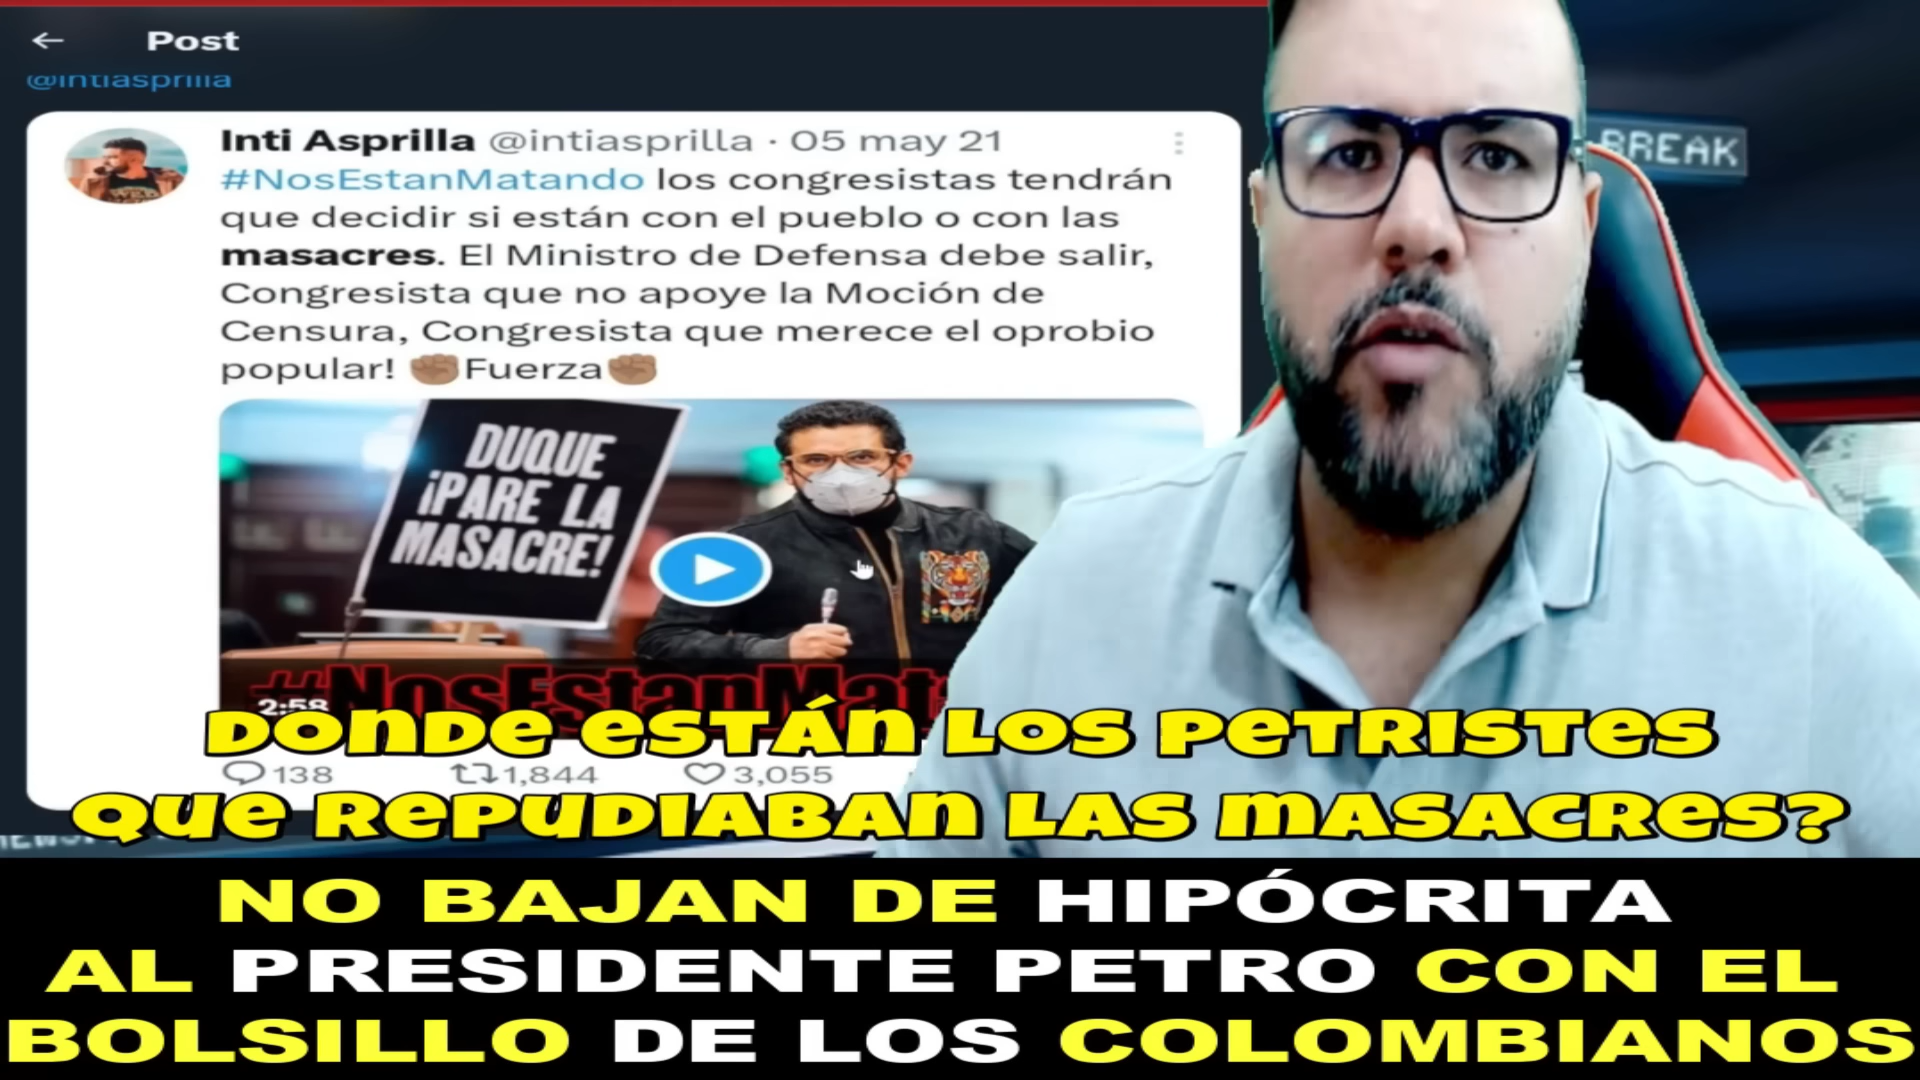 ← Post
@intiasprilla
Inti Asprilla @intiasprilla · 05 may 21
#NosEstanMatando los congresistas tendrán
que decidir si están con el pueblo o con las
masacres. El Ministro de Defensa debe salir,
Congresista que no apoye la Moción de
Censura, Congresista que merece el oprobio
popular! ✊🏽Fuerza✊🏽
BREAK
DUQUE
¡PARE LA
MASACRE!
2:58
DONDE ESTÁN LOS PETRISTES
138 1,844 3,055
QUE REPUDIABAN LAS MASACRES?
NO BAJAN DE HIPÓCRITA
AL PRESIDENTE PETRO CON EL
BOLSILLO DE LOS COLOMBIANOS